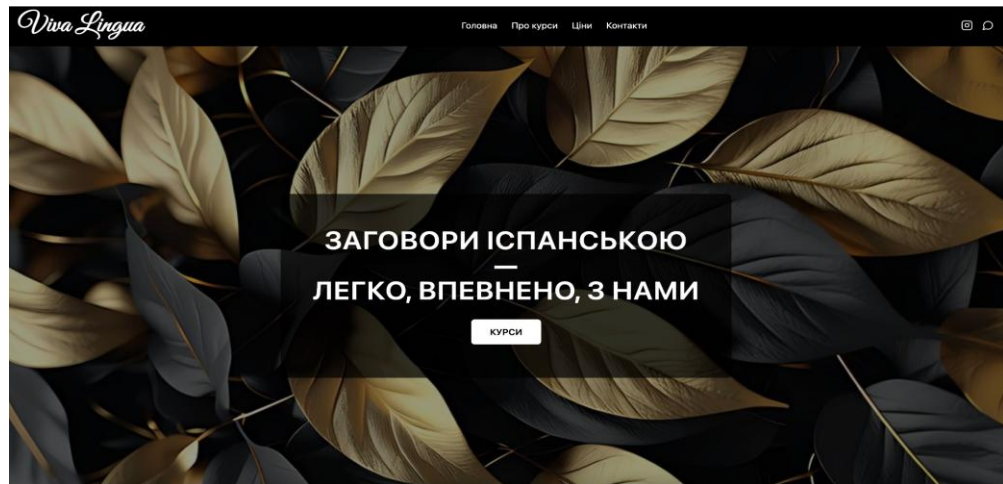 Viva Lingua
Головна Про курси Ціни Контакти
ЗАГОВОРИ ІСПАНСЬКОЮ
—
ЛЕГКО, ВПЕВНЕНО, З НАМИ
КУРСИ